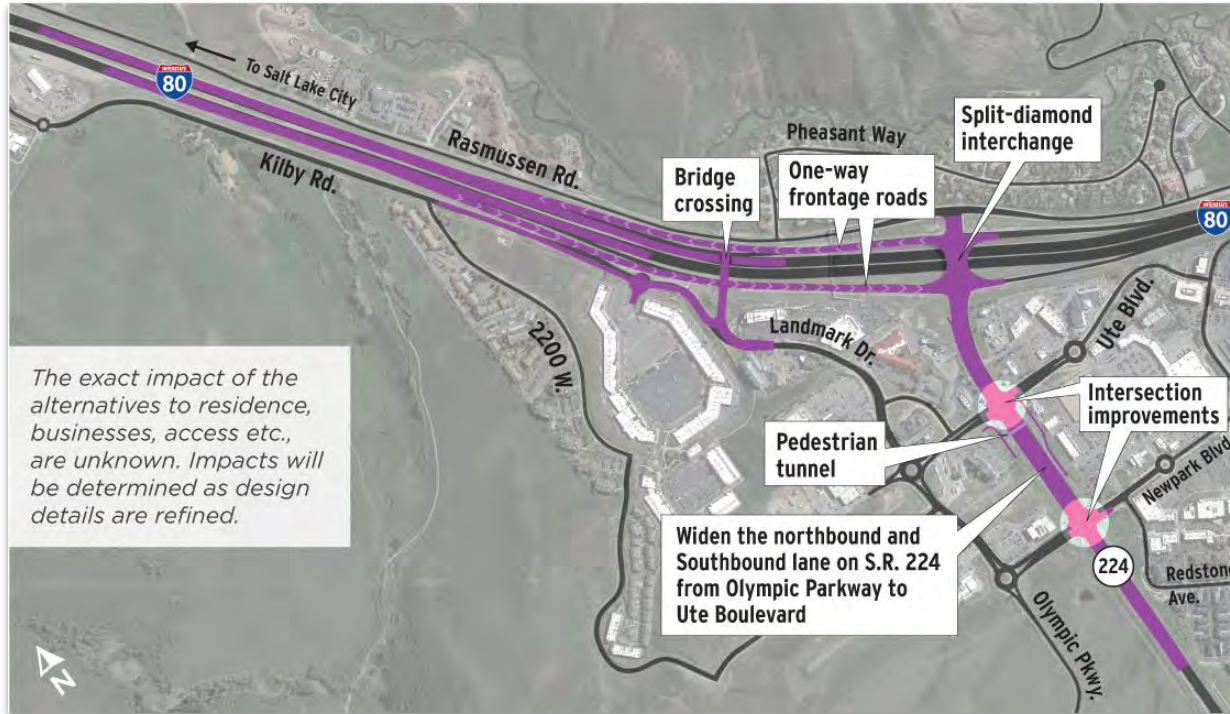 To Salt Lake City
INTERSTATE
80
Rasmussen Rd.
Kilby Rd.
Pheasant Way
Split-diamond
interchange
Bridge
crossing
One-way
frontage roads
INTERSTATE
80
2200 W.
Landmark Dr.
Ute Blvd.
The exact impact of the
alternatives to residence,
businesses, access etc.,
are unknown. Impacts will
be determined as design
details are refined.
Intersection
improvements
Pedestrian
tunnel
Newpark Blvd
Widen the northbound and
Southbound lane on S.R. 224
from Olympic Parkway to
Ute Boulevard
224
Redstone
Ave.
Olympic Pkwy.
N